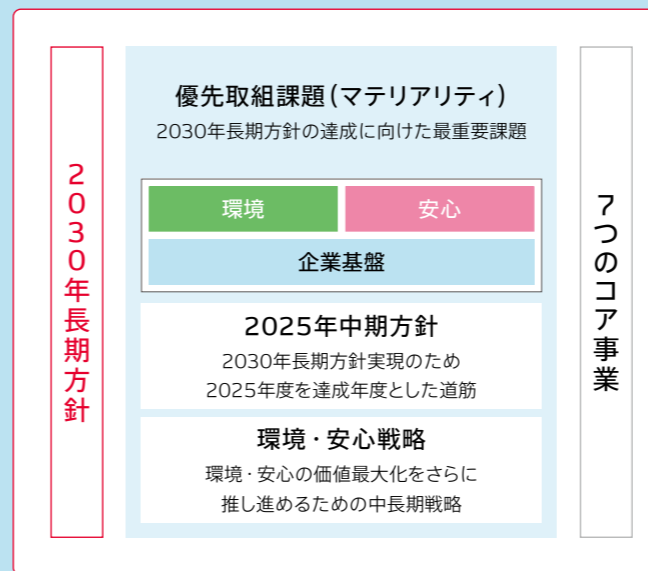 2030年長期方針
優先取組課題(マテリアリティ)
2030年長期方針の達成に向けた最重要課題
環境
安心
企業基盤
2025年中期方針
2030年長期方針実現のため
2025年度を達成年度とした道筋
環境・安心戦略
環境・安心の価値最大化をさらに
推し進めるための中長期戦略
7つのコア事業